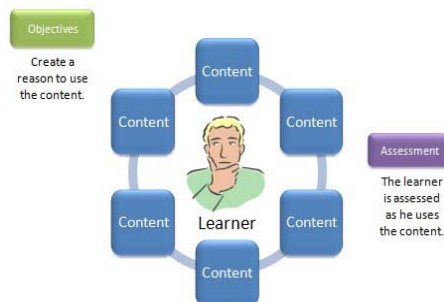 Objectives
Create a
reason to use
the content.
Content
Content
Content
Content
Content
Content
Learner
Assessment
The learner
is assessed
as he uses
the content.